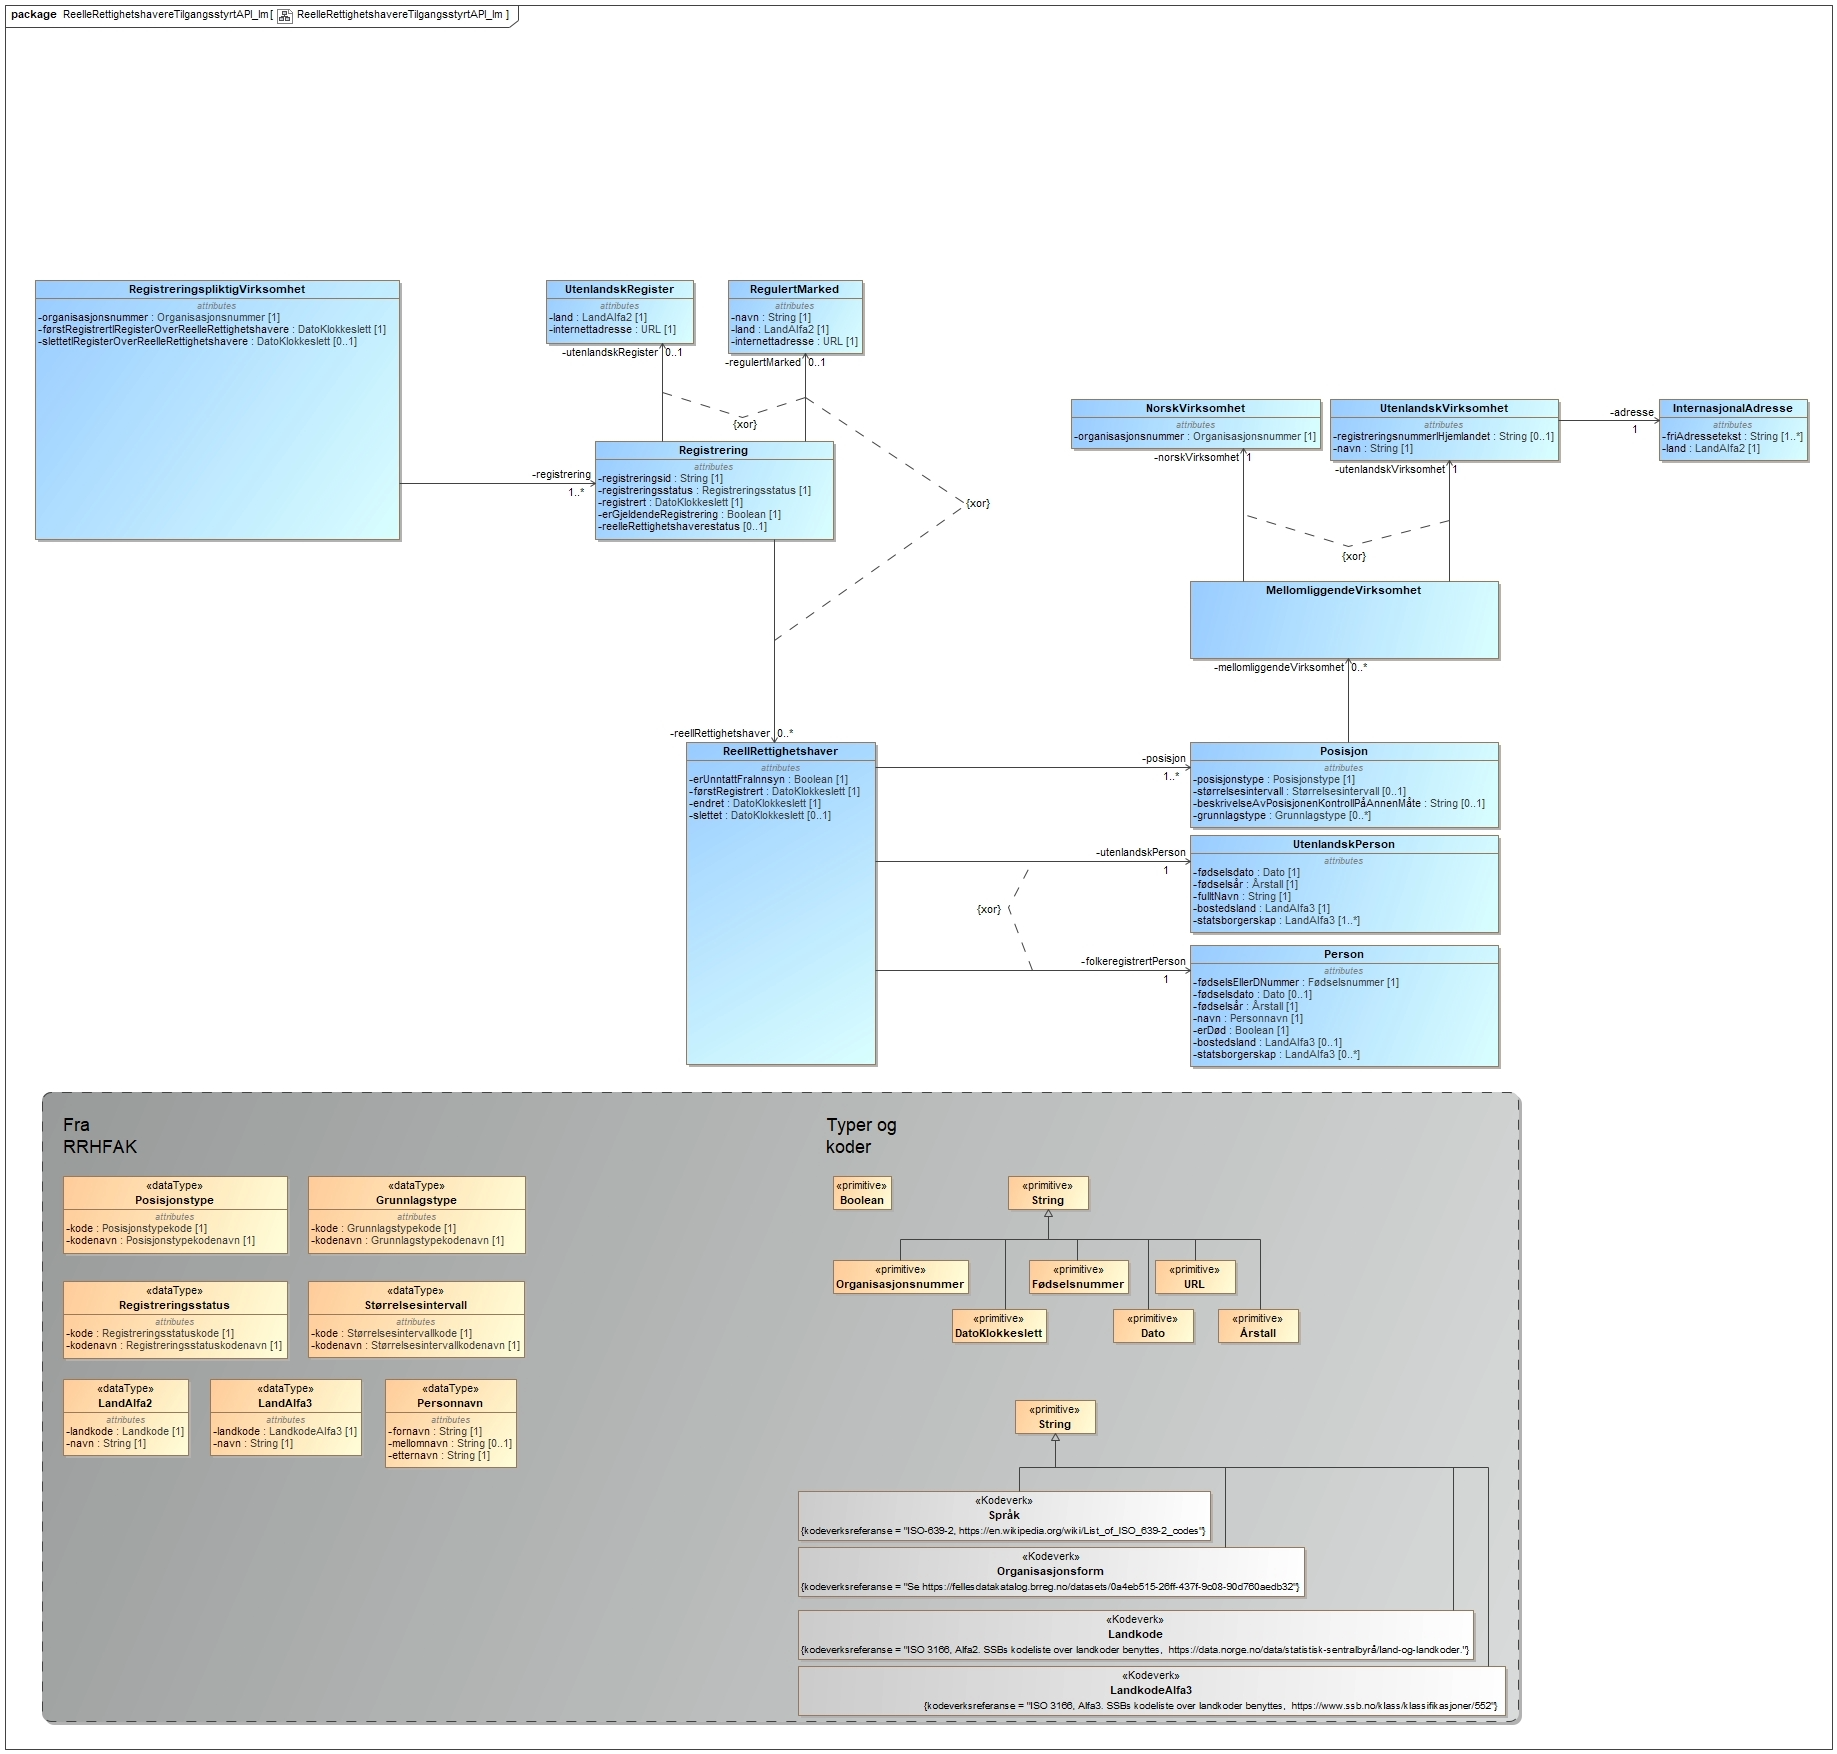 package ReelleRettighetshavereTilgangsstyrtAPI_Im[ ReelleRettighetshavereTilgangsstyrtAPI_Im ]
RegistreringspliktigVirksomhet
attributes
-organisasjonsnummer : Organisasjonsnummer [1]
-førstRegistrertIRegisterOverReelleRettighetshavere : DatoKlokkeslett [1]
-slettetIRegisterOverReelleRettighetshavere : DatoKlokkeslett [0..1]
UtenlandskRegister
attributes
-land : LandAlfa2 [1]
-internettadresse : URL [1]
-utenlandskRegister 0..1
RegulertMarked
attributes
-navn : String [1]
-land : LandAlfa2 [1]
-internettadresse : URL [1]
-regulertMarked 0..1
{xor}
-registrering
1..*
Registrering
attributes
-registreringsid : String [1]
-registreringsstatus : Registreringsstatus [1]
-registrert : DatoKlokkeslett [1]
-erGjeldendeRegistrering : Boolean [1]
-reelleRettighetshaverestatus [0..1]
{xor}
NorskVirksomhet
attributes
-organisasjonsnummer : Organisasjonsnummer [1]
-norskVirksomhet 1
UtenlandskVirksomhet
attributes
-registreringsnummerIHjemlandet : String [0..1]
-navn : String [1]
-utenlandskVirksomhet 1
-adresse
1
InternasjonalAdresse
attributes
-friAdressetekst : String [1..*]
-land : LandAlfa2 [1]
{xor}
MellomliggendeVirksomhet
-mellomliggendeVirksomhet 0..*
-reellRettighetshaver 0..*
ReellRettighetshaver
attributes
-erUnntattFraInnsyn : Boolean [1]
-førstRegistrert : DatoKlokkeslett [1]
-endret : DatoKlokkeslett [1]
-slettet : DatoKlokkeslett [0..1]
-posisjon
1..*
Posisjon
attributes
-posisjonstype : Posisjonstype [1]
-størrelsesintervall : Størrelsesintervall [0..1]
-beskrivelseAvPosisjonenKontrollPåAnnenMåte : String [0..1]
-grunnlagstype : Grunnlagstype [0..*]
-utenlandskPerson
1
UtenlandskPerson
attributes
-fødselsdato : Dato [1]
-fødselsår : Årstall [1]
-fulltNavn : String [1]
-bostedsland : LandAlfa3 [1]
-statsborgerskap : LandAlfa3 [1..*]
{xor}
-folkeregistrertPerson
1
Person
attributes
-fødselsEllerDNummer : Fødselsnummer [1]
-fødselsdato : Dato [0..1]
-fødselsår : Årstall [1]
-navn : Personnavn [1]
-erDød : Boolean [1]
-bostedsland : LandAlfa3 [0..1]
-statsborgerskap : LandAlfa3 [0..*]
Fra
RRHFAK
«dataType»
Posisjonstype
attributes
-kode : Posisjonstypekode [1]
-kodenavn : Posisjonstypekodenavn [1]
«dataType»
Grunnlagstype
attributes
-kode : Grunnlagstypekode [1]
-kodenavn : Grunnlagstypekodenavn [1]
«dataType»
Registreringsstatus
attributes
-kode : Registreringsstatuskode [1]
-kodenavn : Registreringsstatuskodenavn [1]
«dataType»
Størrelsesintervall
attributes
-kode : Størrelsesintervallkode [1]
-kodenavn : Størrelsesintervallkodenavn [1]
«dataType»
LandAlfa2
attributes
-landkode : Landkode [1]
-navn : String [1]
«dataType»
LandAlfa3
attributes
-landkode : LandkodeAlfa3 [1]
-navn : String [1]
«dataType»
Personnavn
attributes
-fornavn : String [1]
-mellomnavn : String [0..1]
-etternavn : String [1]
Typer og
koder
«primitive»
Boolean
«primitive»
String
«primitive»
Organisasjonsnummer
«primitive»
Fødselsnummer
«primitive»
URL
«primitive»
DatoKlokkeslett
«primitive»
Dato
«primitive»
Årstall
«primitive»
String
«Kodeverk»
Språk
{kodeverksreferanse = "ISO-639-2, https://en.wikipedia.org/wiki/List_of_ISO_639-2_codes"}
«Kodeverk»
Organisasjonsform
{kodeverksreferanse = "Se https://fellesdatakatalog.brreg.no/datasets/0a4eb515-26ff-437f-9c08-90d760aedb32"}
«Kodeverk»
Landkode
{kodeverksreferanse = "ISO 3166, Alfa2. SSBs kodeliste over landkoder benyttes, https://data.norge.no/data/statistisk-sentralbyrå/land-og-landkoder."}
«Kodeverk»
LandkodeAlfa3
{kodeverksreferanse = "ISO 3166, Alfa3. SSBs kodeliste over landkoder benyttes, https://www.ssb.no/klass/klassifikasjoner/552"}